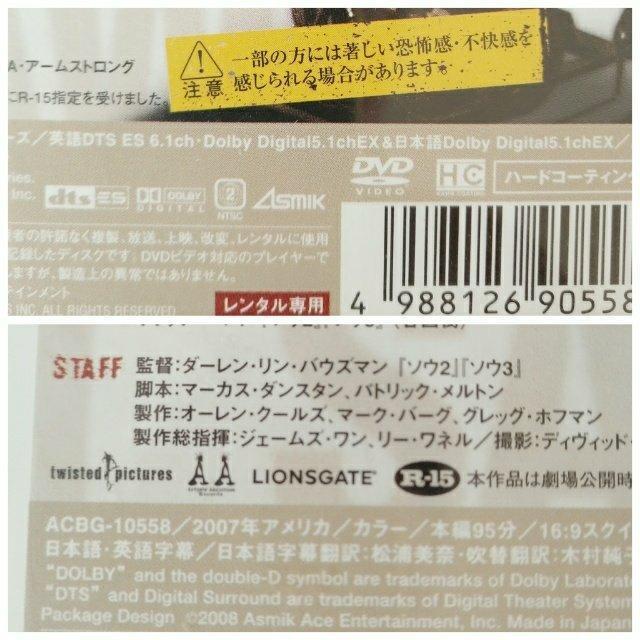 A・アームストロング
CR-15指定を受けました。
注意
一部の方には著しい恐怖感・不快感を
感じられる場合があります。
ーズ／英語DTS ES 6.1ch・Dolby Digital5.1chEX＆日本語Dolby Digital5.1chEX／
ries.
Inc.
dts ES
DOLBY
DIGITAL
2
NTSC
ASMIK
DVD
VIDEO
HC
ハードコーティン
者の許諾なく複製、放送、上映、改変、レンタルに使用
記録したディスクです。DVDビデオ対応のプレイヤーで
しますが、製造上の異常ではありません。
テインメント
INC. ALL RIGHTS RESERVED.
レンタル専用
4 988126 90558
STAFF
監督:ダーレン・リン・バウズマン『ソウ2』『ソウ3』
脚本:マーカス・ダンスタン、パトリック・メルトン
製作:オーレン・クールズ、マーク・バーグ、グレッグ・ホフマン
製作総指揮:ジェームズ・ワン、リー・ワネル／撮影:デイヴィッド・
twisted pictures
LIONSGATE
R-15
本作品は劇場公開時
ACBG-10558／2007年アメリカ／カラー／本編95分／16:9スクイ
日本語・英語字幕／日本語字幕翻訳:松浦美奈・吹替翻訳:木村純子
"DOLBY" and the double-D symbol are trademarks of Dolby Laborat
"DTS" and Digital Surround are trademarks of Digital Theater System
Package Design ©2008 Asmik Ace Entertainment, Inc. Made in Japan